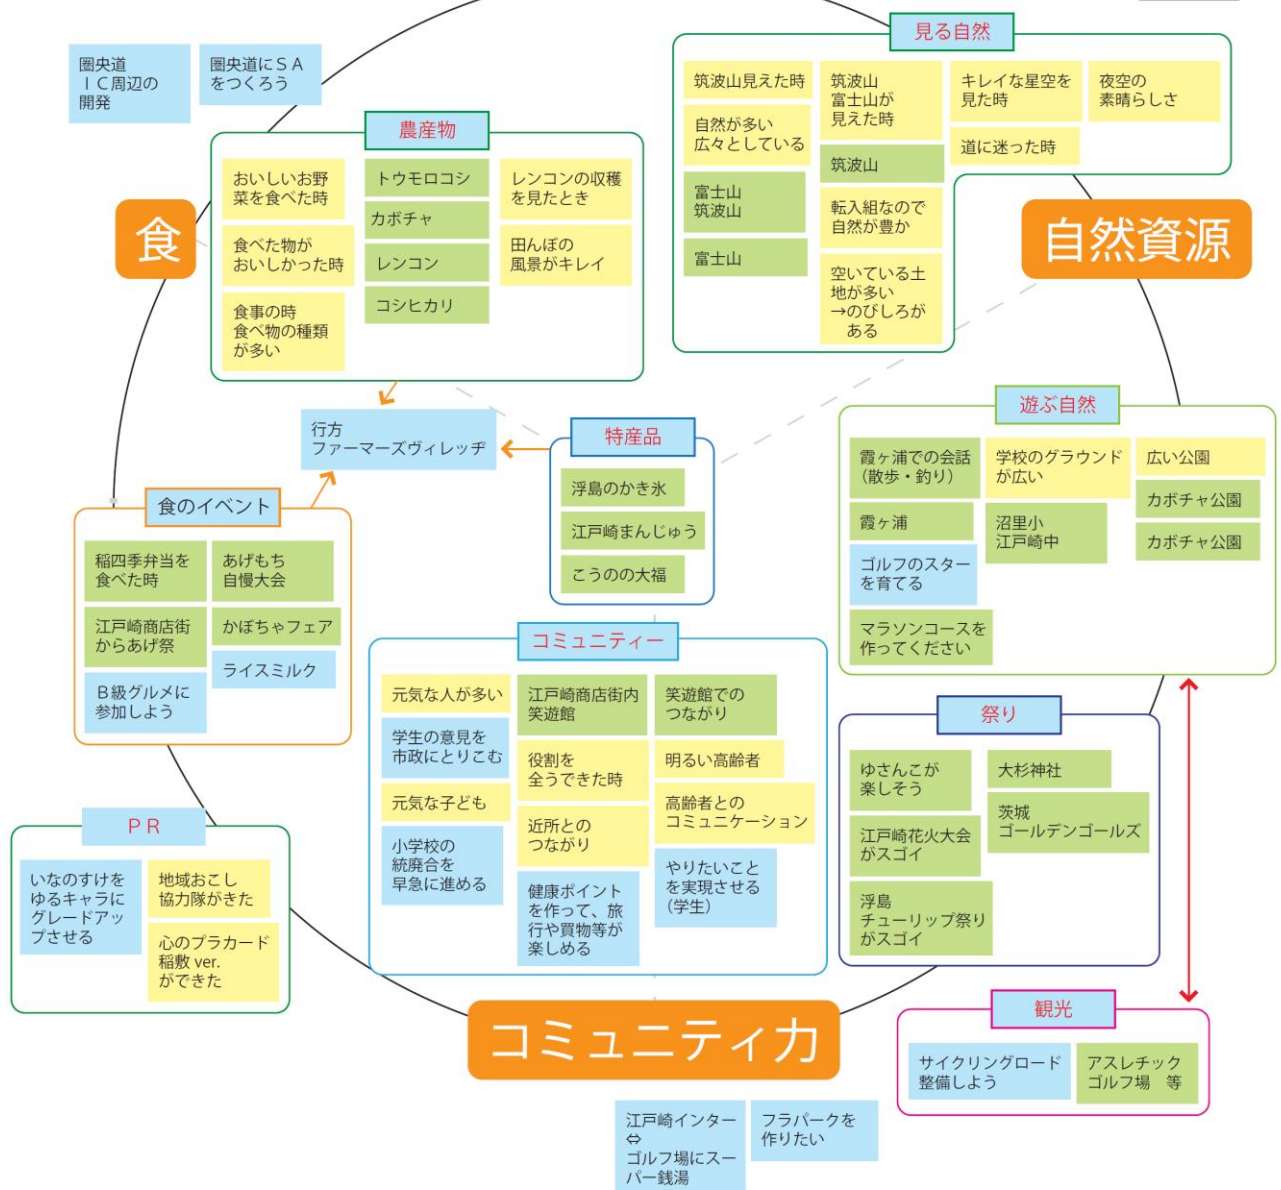 圏央道
ＩＣ周辺の
開発
圏央道にＳＡ
をつくろう
食
農産物
おいしいお野
菜を食べた時
食べた物が
おいしかった時
食事の時
食べ物の種類
が多い
トウモロコシ
カボチャ
レンコン
コシヒカリ
レンコンの収穫
を見たとき
田んぼの
風景がキレイ
見る自然
筑波山見えた時
自然が多い
広々としている
富士山
筑波山
富士山
筑波山
富士山が
見えた時
筑波山
転入組なので
自然が豊か
空いている土
地が多い
→のびしろが
ある
キレイな星空を
見た時
道に迷った時
夜空の
素晴らしさ
自然資源
行方
ファーマーズヴィレッヂ
特産品
浮島のかき氷
江戸崎まんじゅう
こうのの大福
遊ぶ自然
霞ヶ浦での会話
（散歩・釣り）
霞ヶ浦
ゴルフのスター
を育てる
マラソンコースを
作ってください
学校のグラウンド
が広い
沼里小
江戸崎中
広い公園
カボチャ公園
カボチャ公園
食のイベント
稲四季弁当を
食べた時
江戸崎商店街
からあげ祭
Ｂ級グルメに
参加しよう
あげもち
自慢大会
かぼちゃフェア
ライスミルク
コミュニティー
元気な人が多い
学生の意見を
市政にとりこむ
元気な子ども
小学校の
統廃合を
早急に進める
江戸崎商店街内
笑遊館
役割を
全うできた時
近所との
つながり
健康ポイント
を作って、旅
行や買物等が
楽しめる
笑遊館での
つながり
明るい高齢者
高齢者との
コミュニケーション
やりたいこと
を実現させる
（学生）
祭り
ゆさんこが
楽しそう
江戸崎花火大会
がスゴイ
浮島
チューリップ祭り
がスゴイ
大杉神社
茨城
ゴールデンゴールズ
ＰＲ
いなのすけを
ゆるキャラに
グレードアッ
プさせる
地域おこし
協力隊がきた
心のプラカード
稲敷 ver.
ができた
コミュニティ力
観光
サイクリングロード
整備しよう
アスレチック
ゴルフ場　等
江戸崎インター
⇔
ゴルフ場にスー
パー銭湯
フラパークを
作りたい